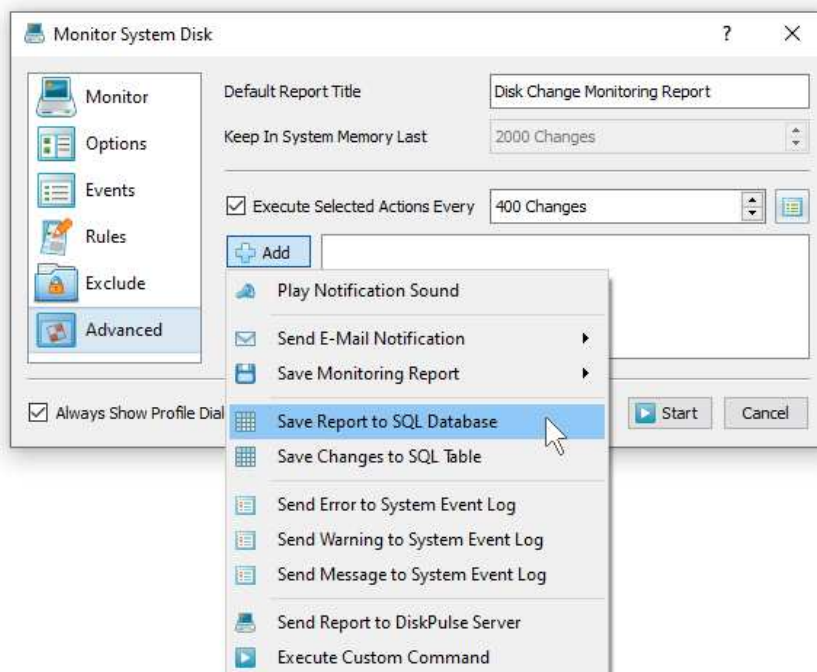 Monitor System Disk ?
Monitor
Options
Events
Rules
Exclude
Advanced
Default Report Title Disk Change Monitoring Report
Keep In System Memory Last 2000 Changes
Execute Selected Actions Every 400 Changes
Add
Play Notification Sound
Send E-Mail Notification
Save Monitoring Report
Save Report to SQL Database
Save Changes to SQL Table
Send Error to System Event Log
Send Warning to System Event Log
Send Message to System Event Log
Send Report to DiskPulse Server
Execute Custom Command
Always Show Profile Dial
Start
Cancel